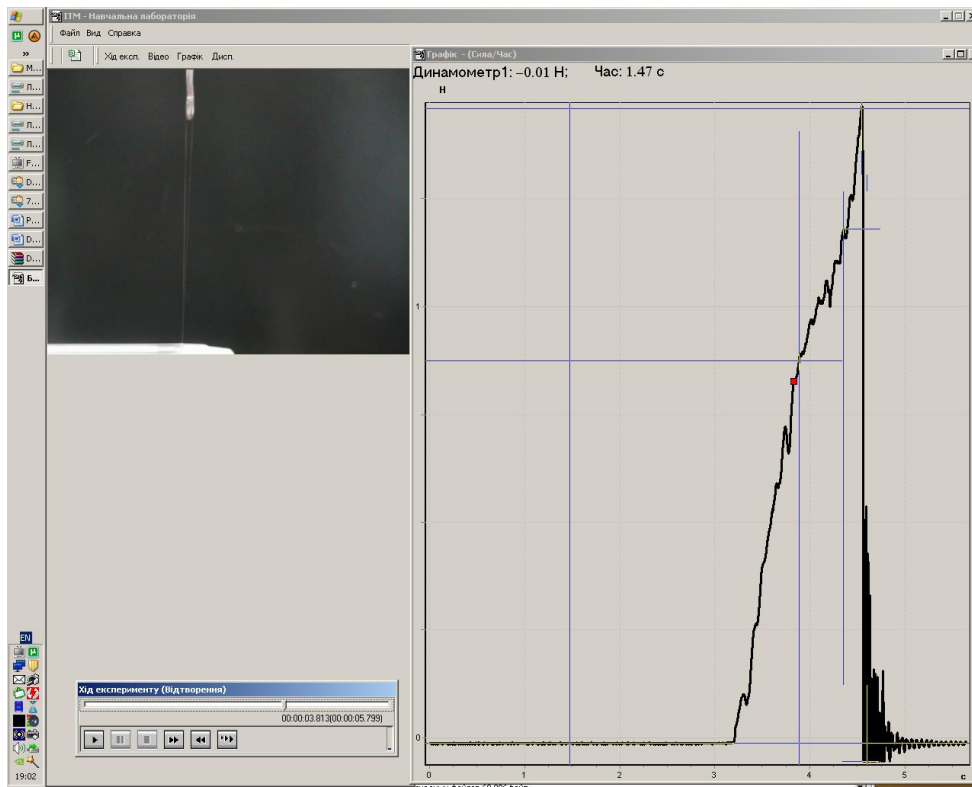 ІТМ - Навчальна лабораторія
Файл Вид Справка
Хід експ. Відео Графік Дисп.
Графік - (Сила/Час)
Динамометр1: −0.01 Н; Час: 1.47 с
Н
1
0
0 1 2 3 4 5 с
»
М...
Л...
Н...
Л...
Л...
F...
D...
7...
P...
D...
D...
Б...
EN
19:02
Хід експерименту (Відтворення)
00:00:03.813(00:00:05.799)